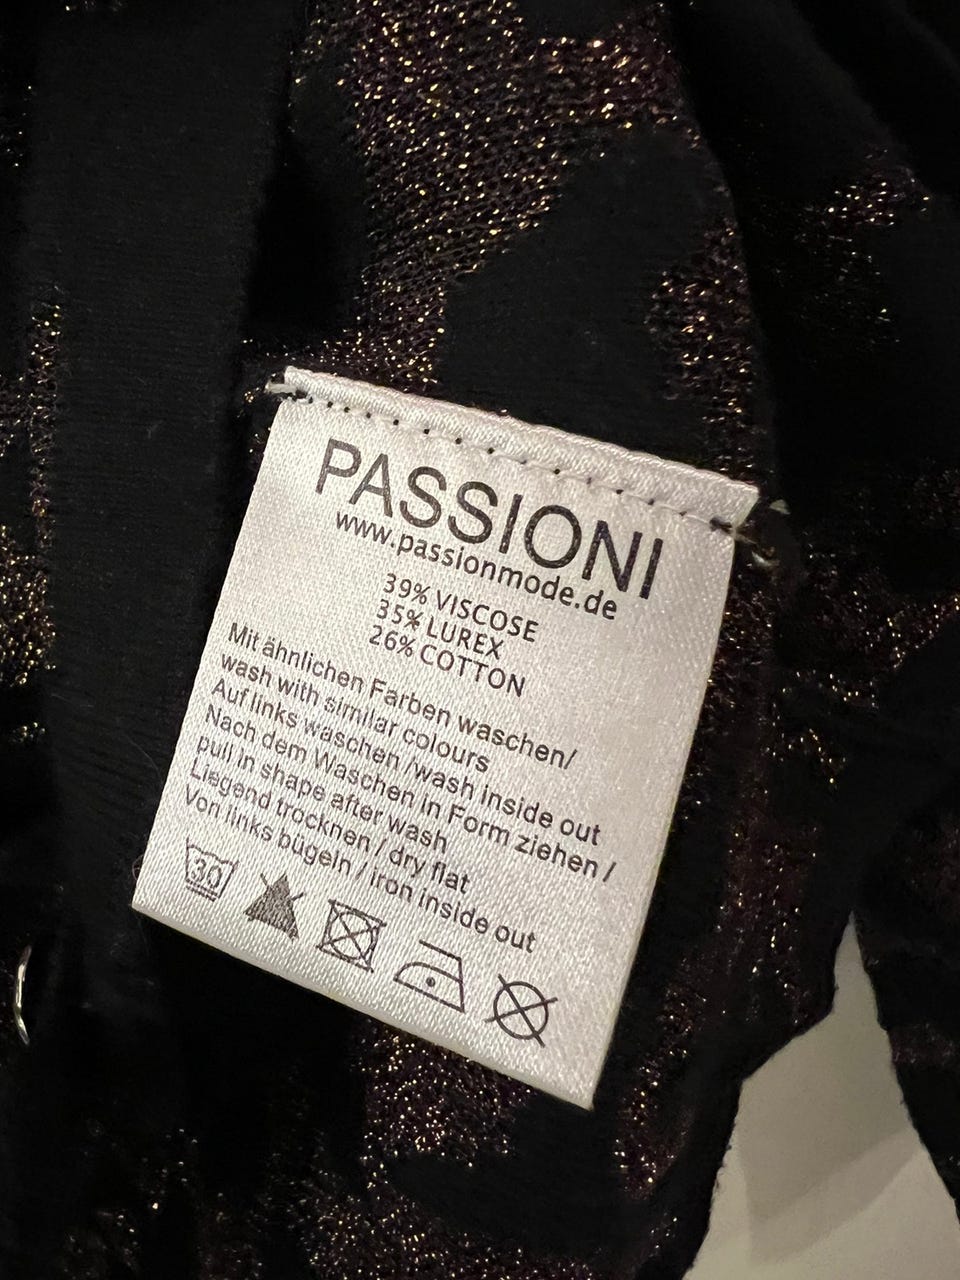 PASSIONI
www.passionmode.de
39% VISCOSE
35% LUREX
26% COTTON
Mit ähnlichen Farben waschen/
wash with similar colours
Auf links waschen /wash inside out
Nach dem Waschen in Form ziehen /
pull in shape after wash
Liegend trocknen / dry flat
Von links bügeln / iron inside out
30